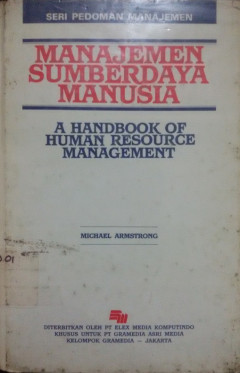 SERI PEDOMAN MANAJEMEN
MANAJEMEN
SUMBERDAYA
MANUSIA
A HANDBOOK OF
HUMAN RESOURCE
MANAGEMENT
MICHAEL ARMSTRONG
DITERBITKAN OLEH PT ELEX MEDIA KOMPUTINDO
KHUSUS UNTUK PT GRAMEDIA ASRI MEDIA
KELOMPOK GRAMEDIA – JAKARTA